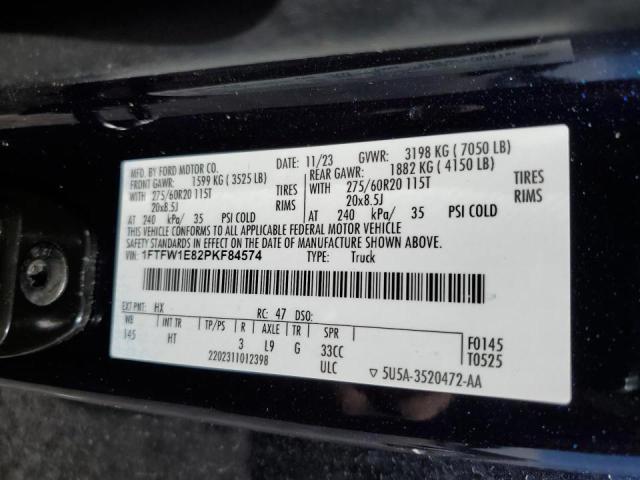 MFD. BY FORD MOTOR CO.
DATE: 11/23 GVWR: 3198 KG ( 7050 LB)
FRONT GAWR: 1599 KG ( 3525 LB) REAR GAWR: 1882 KG ( 4150 LB)
WITH 275/60R20 115T TIRES WITH 275/60R20 115T TIRES
20x8.5J RIMS 20x8.5J RIMS
AT 240 kPa/ 35 PSI COLD AT 240 kPa/ 35 PSI COLD
THIS VEHICLE CONFORMS TO ALL APPLICABLE FEDERAL MOTOR VEHICLE
SAFETY AND THEFT PREVENTION STANDARDS IN EFFECT ON THE DATE OF MANUFACTURE SHOWN ABOVE.
VIN: 1FTFW1E82PKF84574 TYPE: Truck
EXT PNT: HX RC: 47 DSO:
WB INT TR TP/PS R AXLE TR SPR
145 HT 3 L9 G 33CC F0145
ULC T0525
2202311012398 ▽ 5U5A-3520472-AA